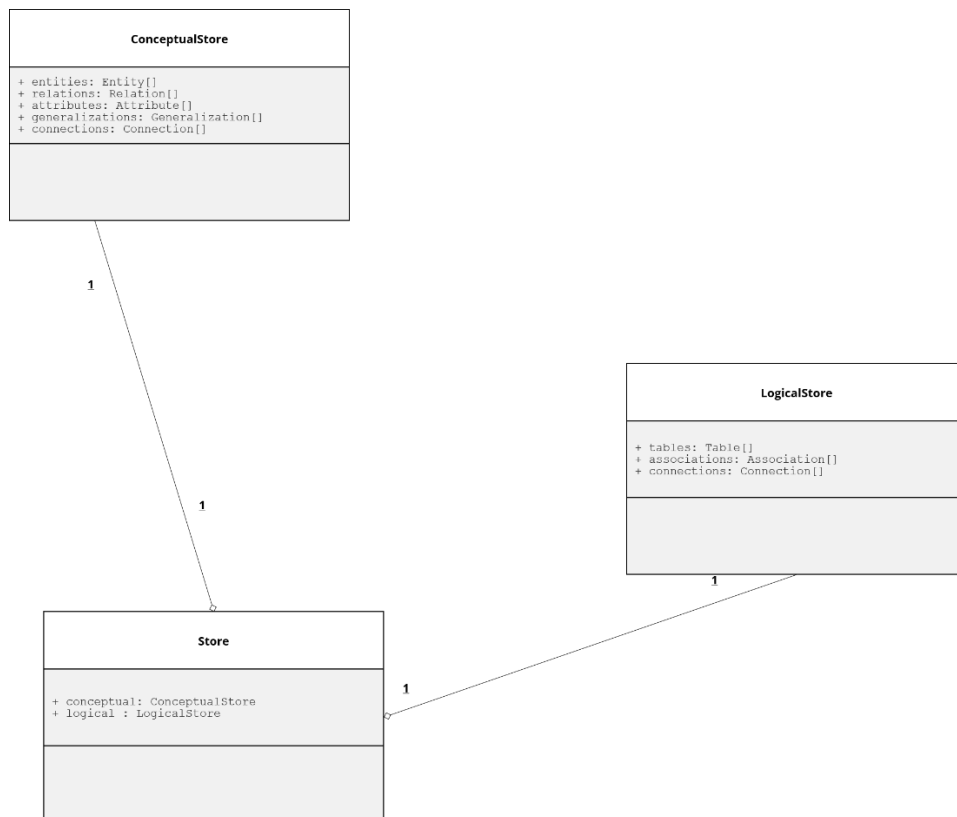 ConceptualStore
+ entities: Entity[]
+ relations: Relation[]
+ attributes: Attribute[]
+ generalizations: Generalization[]
+ connections: Connection[]
1
1
LogicalStore
+ tables: Table[]
+ associations: Association[]
+ connections: Connection[]
1
1
Store
+ conceptual: ConceptualStore
+ logical : LogicalStore